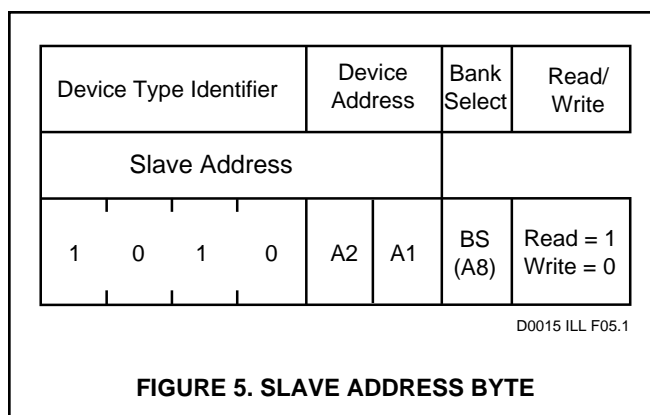 Device Type Identifier
Device Address
Bank Select
Read/ Write
Slave Address
1 0 1 0 A2 A1 BS (A8) Read = 1 Write = 0
D0015 ILL F05.1
FIGURE 5. SLAVE ADDRESS BYTE